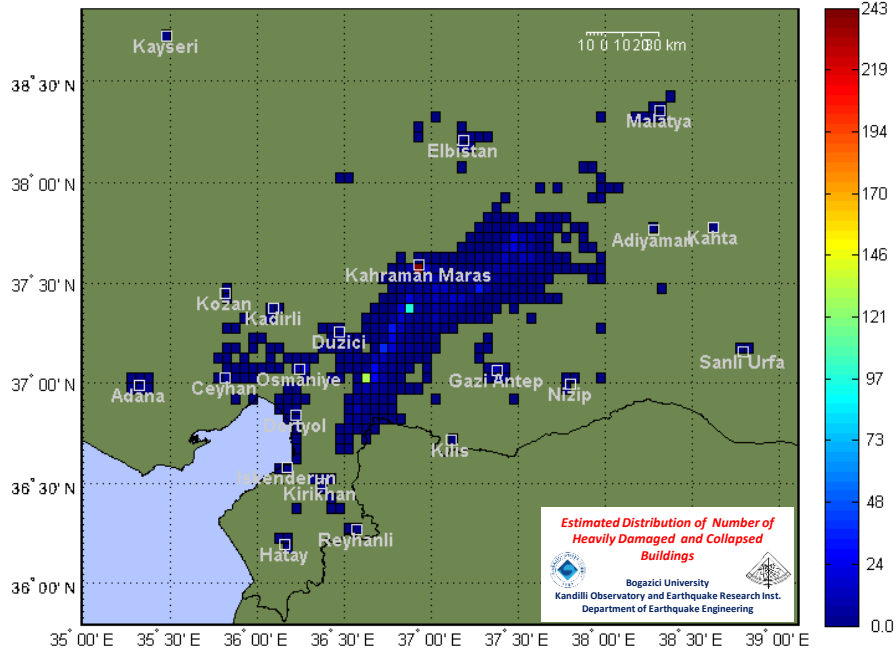 243
219
194
170
146
121
97
73
48
24
0.0
10 0 10 20 30 km
Kayseri
38° 30' N
Malatya
Elbistan
38° 00' N
Adiyaman
Kahta
Kahraman Maras
37° 30' N
Kozan
Kadirli
Duzici
Sanli Urfa
37° 00' N
Adana
Ceyhan
Osmaniye
Gazi Antep
Nizip
Dortyol
Kilis
Iskenderun
36° 30' N
Kirikhan
Reyhanli
Hatay
36° 00' N
Estimated Distribution of Number of
Heavily Damaged and Collapsed
Buildings
Bogazici University
Kandilli Observatory and Earthquake Research Inst.
Department of Earthquake Engineering
35° 00' E 35° 30' E 36° 00' E 36° 30' E 37° 00' E 37° 30' E 38° 00' E 38° 30' E 39° 00' E